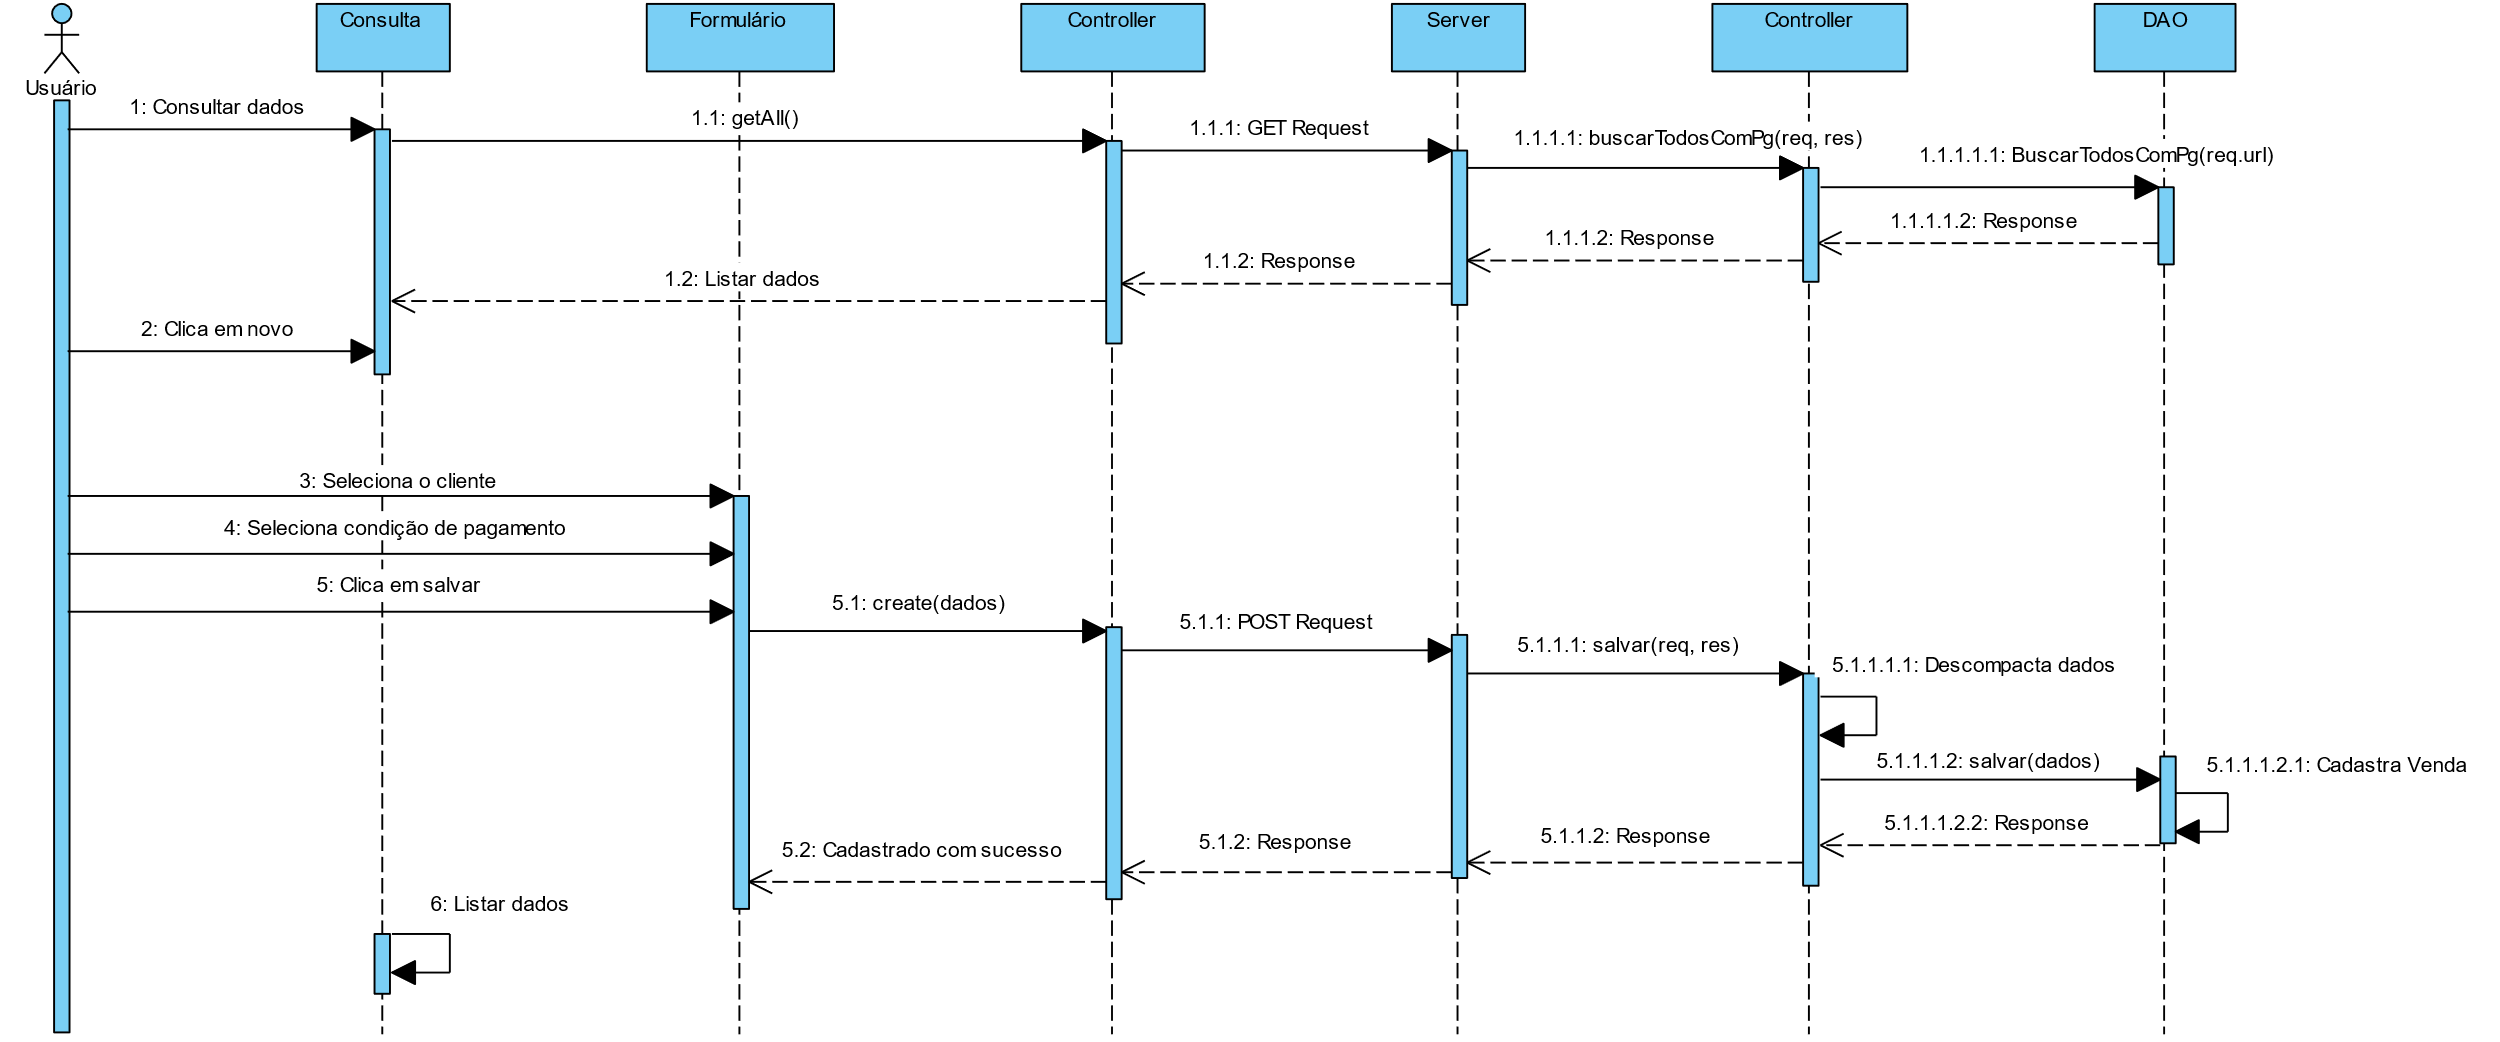 Usuário
Consulta
Formulário
Controller
Server
Controller
DAO
1: Consultar dados
1.1: getAll()
1.1.1: GET Request
1.1.1.1: buscarTodosComPg(req, res)
1.1.1.1.1: BuscarTodosComPg(req.url)
1.1.1.1.2: Response
1.1.1.2: Response
1.1.2: Response
1.2: Listar dados
2: Clica em novo
3: Seleciona o cliente
4: Seleciona condição de pagamento
5: Clica em salvar
5.1: create(dados)
5.1.1: POST Request
5.1.1.1: salvar(req, res)
5.1.1.1.1: Descompacta dados
5.1.1.1.2: salvar(dados)
5.1.1.1.2.1: Cadastra Venda
5.1.1.1.2.2: Response
5.1.1.2: Response
5.1.2: Response
5.2: Cadastrado com sucesso
6: Listar dados